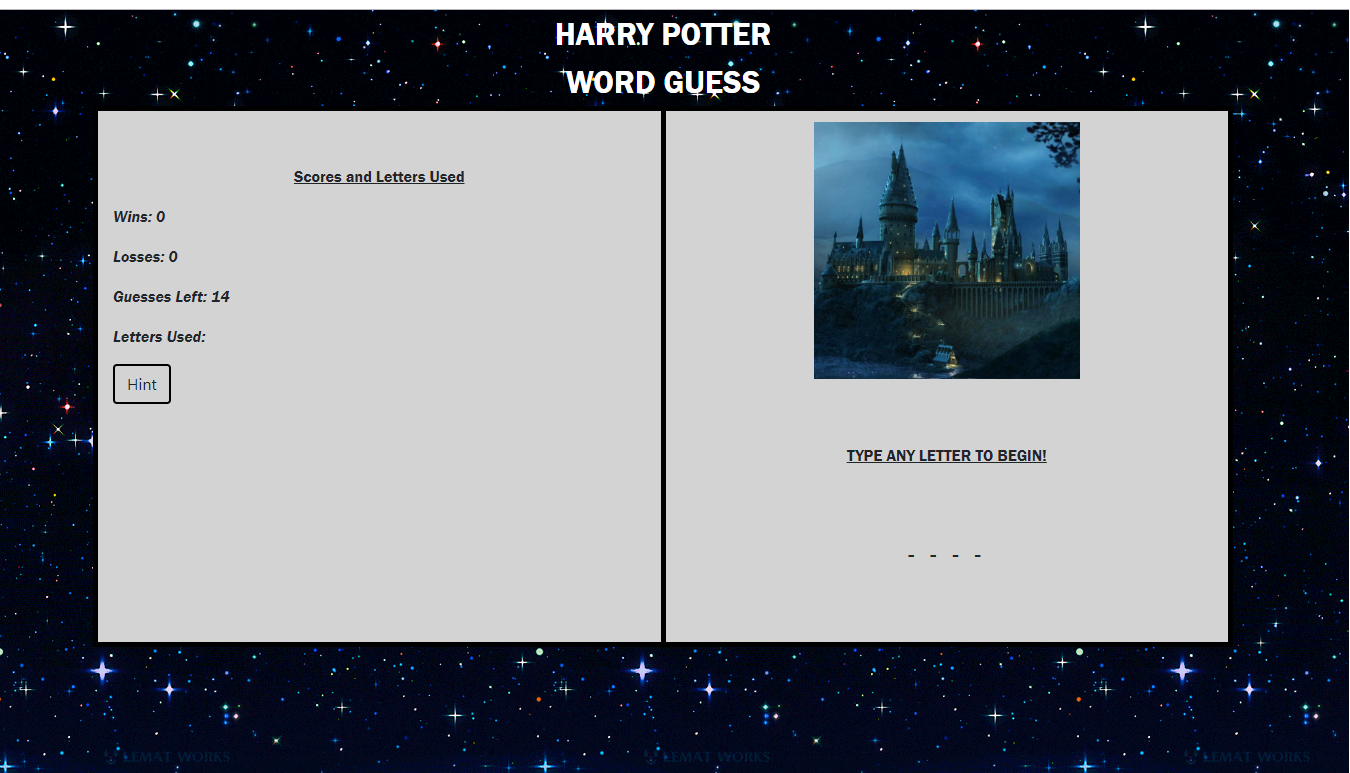 HARRY POTTER
WORD GUESS
Scores and Letters Used
Wins: 0
Losses: 0
Guesses Left: 14
Letters Used:
Hint
TYPE ANY LETTER TO BEGIN!
- - - -
LEMAT WORKS LEMAT WORKS LEMAT WORKS